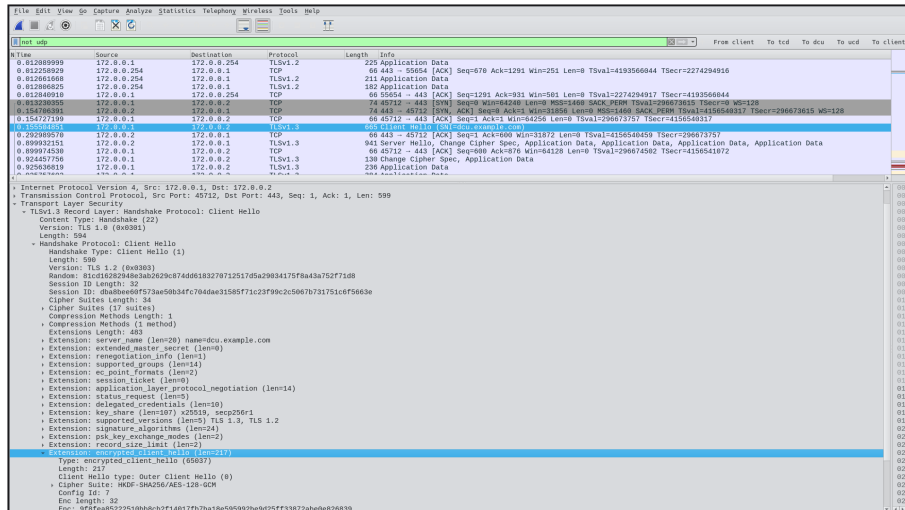 File Edit View Go Capture Analyze Statistics Telephony Wireless Tools Help
not udp
From client To tcd To dcu To ucd To client
N Time Source Destination Protocol Length Info
0.012089999 172.0.0.1 172.0.0.254 TLSv1.2 225 Application Data
0.012258929 172.0.0.254 172.0.0.1 TCP 66 443 → 55654 [ACK] Seq=670 Ack=1291 Win=251 Len=0 TSval=4193566044 TSecr=2274294916
0.012661668 172.0.0.254 172.0.0.1 TLSv1.2 211 Application Data
0.012806825 172.0.0.254 172.0.0.1 TLSv1.2 182 Application Data
0.012840910 172.0.0.1 172.0.0.254 TCP 66 55654 → 443 [ACK] Seq=1291 Ack=931 Win=501 Len=0 TSval=2274294917 TSecr=4193566044
0.013230355 172.0.0.1 172.0.0.2 TCP 74 45712 → 443 [SYN] Seq=0 Win=64240 Len=0 MSS=1460 SACK_PERM TSval=296673615 TSecr=0 WS=128
0.154706391 172.0.0.2 172.0.0.1 TCP 74 443 → 45712 [SYN, ACK] Seq=0 Ack=1 Win=31856 Len=0 MSS=1460 SACK_PERM TSval=4156540317 TSecr=296673615 WS=128
0.154727199 172.0.0.1 172.0.0.2 TCP 66 45712 → 443 [ACK] Seq=1 Ack=1 Win=64256 Len=0 TSval=296673757 TSecr=4156540317
0.155504851 172.0.0.1 172.0.0.2 TLSv1.3 665 Client Hello (SNI=dcu.example.com)
0.292989570 172.0.0.2 172.0.0.1 TCP 66 443 → 45712 [ACK] Seq=1 Ack=600 Win=31872 Len=0 TSval=4156540459 TSecr=296673757
0.899932151 172.0.0.2 172.0.0.1 TLSv1.3 941 Server Hello, Change Cipher Spec, Application Data, Application Data, Application Data, Application Data
0.899974530 172.0.0.1 172.0.0.2 TCP 66 45712 → 443 [ACK] Seq=600 Ack=876 Win=64128 Len=0 TSval=296674502 TSecr=4156541072
0.924457756 172.0.0.1 172.0.0.2 TLSv1.3 130 Change Cipher Spec, Application Data
0.925636819 172.0.0.1 172.0.0.2 TLSv1.3 236 Application Data
Internet Protocol Version 4, Src: 172.0.0.1, Dst: 172.0.0.2
Transmission Control Protocol, Src Port: 45712, Dst Port: 443, Seq: 1, Ack: 1, Len: 599
Transport Layer Security
TLSv1.3 Record Layer: Handshake Protocol: Client Hello
Content Type: Handshake (22)
Version: TLS 1.0 (0x0301)
Length: 594
Handshake Protocol: Client Hello
Handshake Type: Client Hello (1)
Length: 590
Version: TLS 1.2 (0x0303)
Random: 81cd16282948e3ab2629c874dd6183270712517d5a29034175f8a43a752f71d8
Session ID Length: 32
Session ID: dba8bee60f573ae50b34fc704dae31585f71c23f99c2c5067b731751c6f5663e
Cipher Suites Length: 34
Cipher Suites (17 suites)
Compression Methods Length: 1
Compression Methods (1 method)
Extensions Length: 483
Extension: server_name (len=20) name=dcu.example.com
Extension: extended_master_secret (len=0)
Extension: renegotiation_info (len=1)
Extension: supported_groups (len=14)
Extension: ec_point_formats (len=2)
Extension: session_ticket (len=0)
Extension: application_layer_protocol_negotiation (len=14)
Extension: status_request (len=5)
Extension: delegated_credentials (len=10)
Extension: key_share (len=107) x25519, secp256r1
Extension: supported_versions (len=5) TLS 1.3, TLS 1.2
Extension: signature_algorithms (len=24)
Extension: psk_key_exchange_modes (len=2)
Extension: record_size_limit (len=2)
Extension: encrypted_client_hello (len=217)
Type: encrypted_client_hello (65037)
Length: 217
Client Hello type: Outer Client Hello (0)
Cipher Suite: HKDF-SHA256/AES-128-GCM
Config Id: 7
Enc length: 32